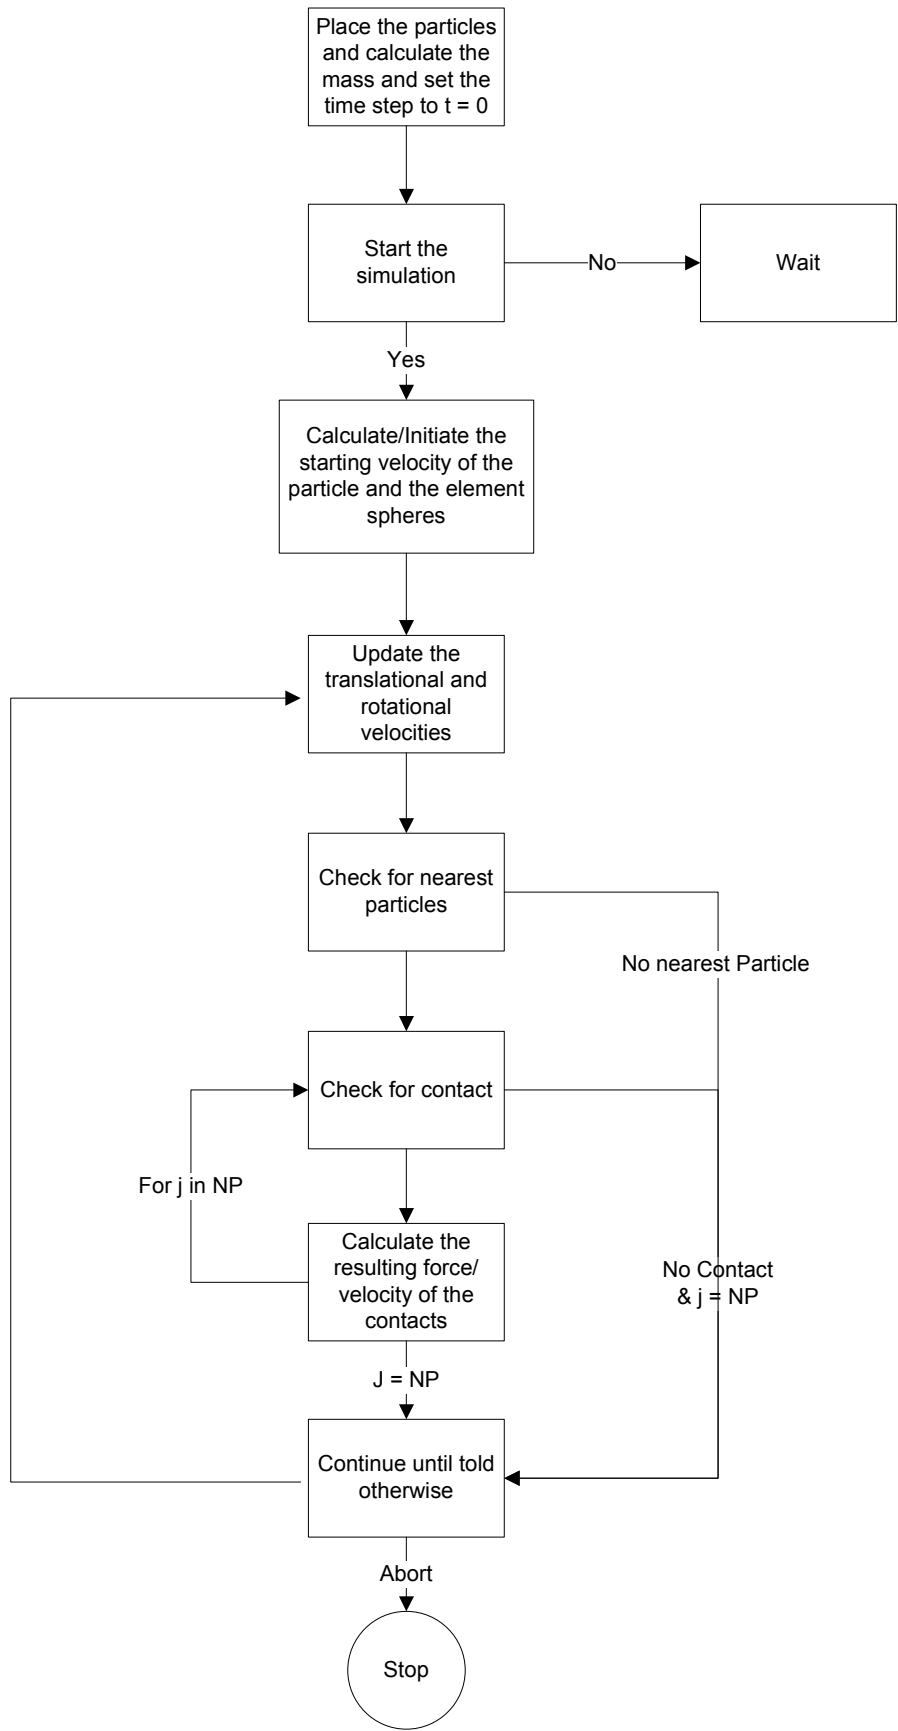 Place the particles
and calculate the
mass and set the
time step to t = 0
Start the
simulation
No
Wait
Yes
Calculate/Initiate the
starting velocity of the
particle and the element
spheres
Update the
translational and
rotational
velocities
Check for nearest
particles
No nearest Particle
Check for contact
For j in NP
Calculate the
resulting force/
velocity of the
contacts
No Contact
& j = NP
J = NP
Continue until told
otherwise
Abort
Stop